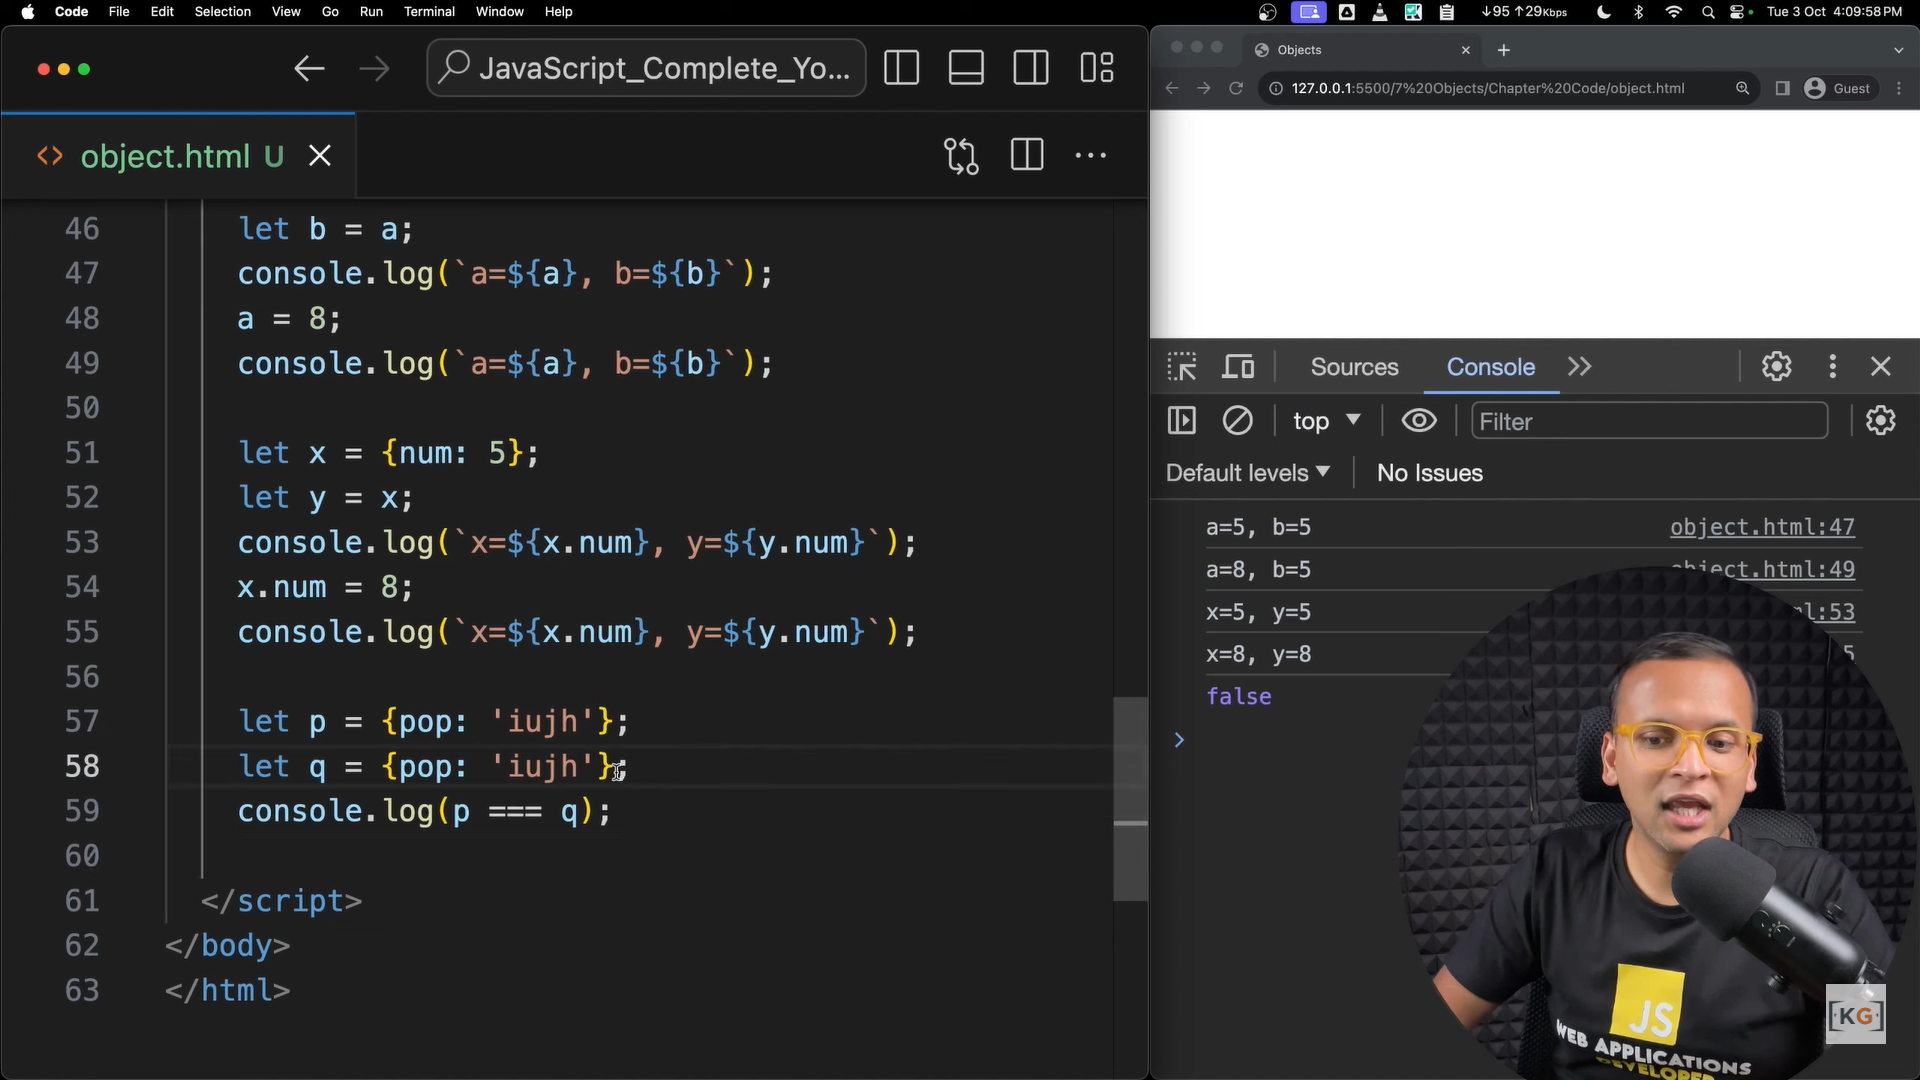 Code File Edit Selection View Go Run Terminal Window Help
↓95 ↑29Kbps
Tue 3 Oct 4:09:58 PM
JavaScript_Complete_Yo...
object.html U
46 let b = a;
47 console.log(`a=${a}, b=${b}`);
48 a = 8;
49 console.log(`a=${a}, b=${b}`);
50
51 let x = {num: 5};
52 let y = x;
53 console.log(`x=${x.num}, y=${y.num}`);
54 x.num = 8;
55 console.log(`x=${x.num}, y=${y.num}`);
56
57 let p = {pop: 'iujh'};
58 let q = {pop: 'iujh'};
59 console.log(p === q);
60
61 </script>
62 </body>
63 </html>
Objects
127.0.0.1:5500/7%20Objects/Chapter%20Code/object.html
Guest
Sources Console
top Filter
Default levels No Issues
a=5, b=5 object.html:47
a=8, b=5 object.html:49
x=5, y=5 ml:53
x=8, y=8 5
false
JS
WEB APPLICATIONS
DEVELOPER
KG